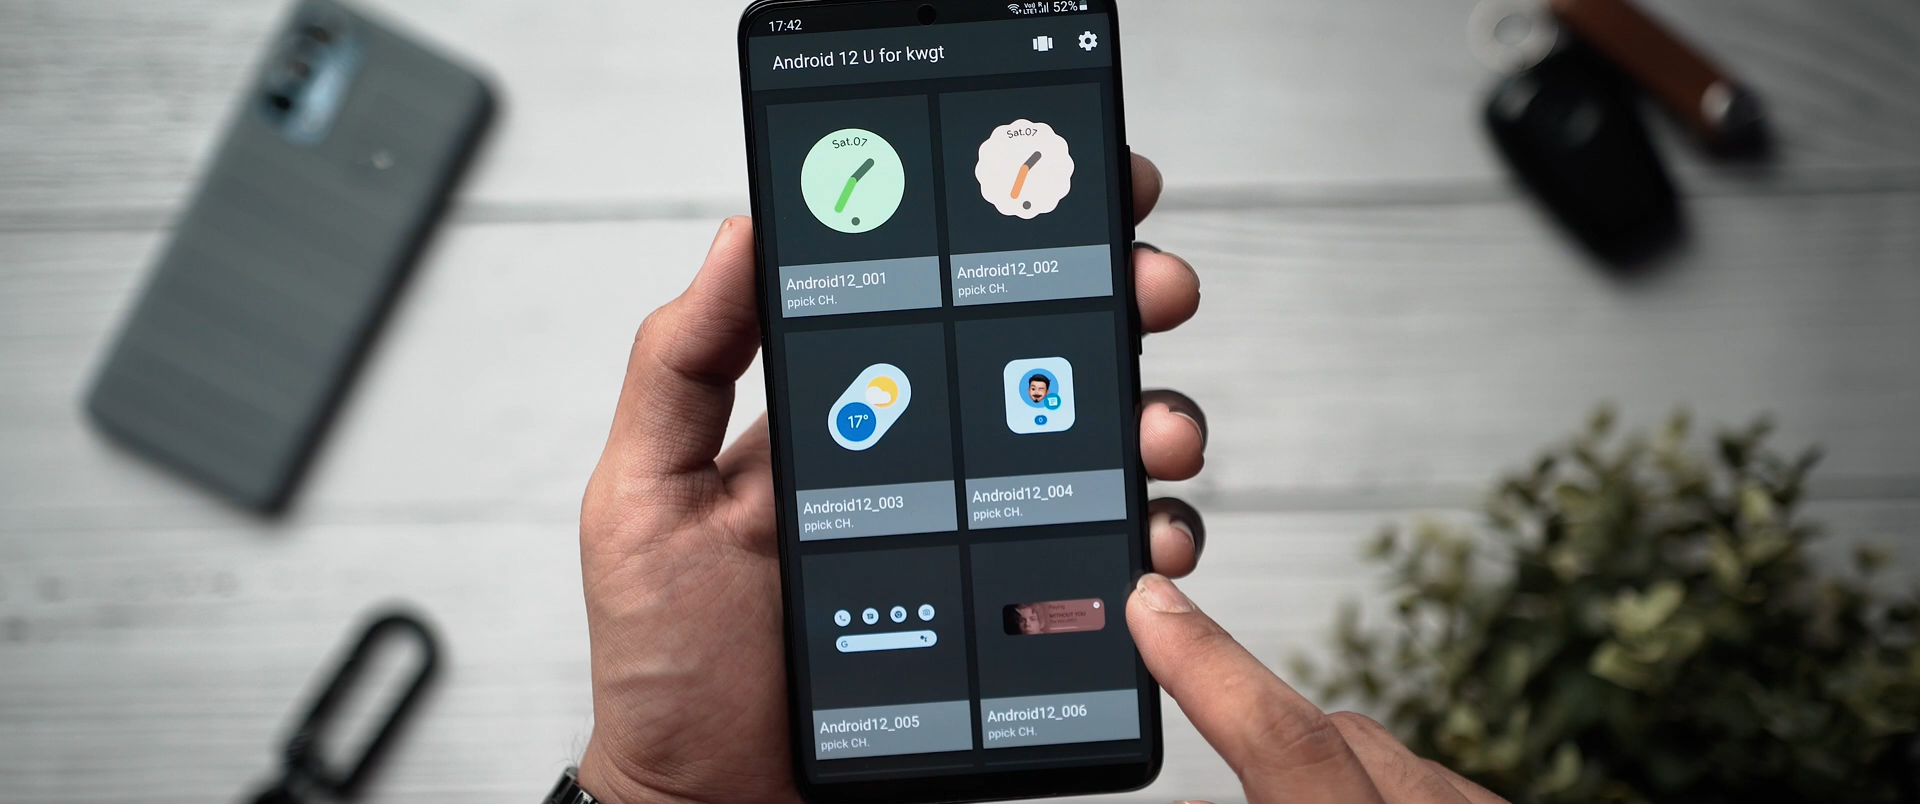 17:42
52%
Android 12 U for kwgt
Sat.07
Sat.07
Android12_001
ppick CH.
Android12_002
ppick CH.
17°
Android12_003
ppick CH.
Android12_004
ppick CH.
G
Android12_005
ppick CH.
Android12_006
ppick CH.